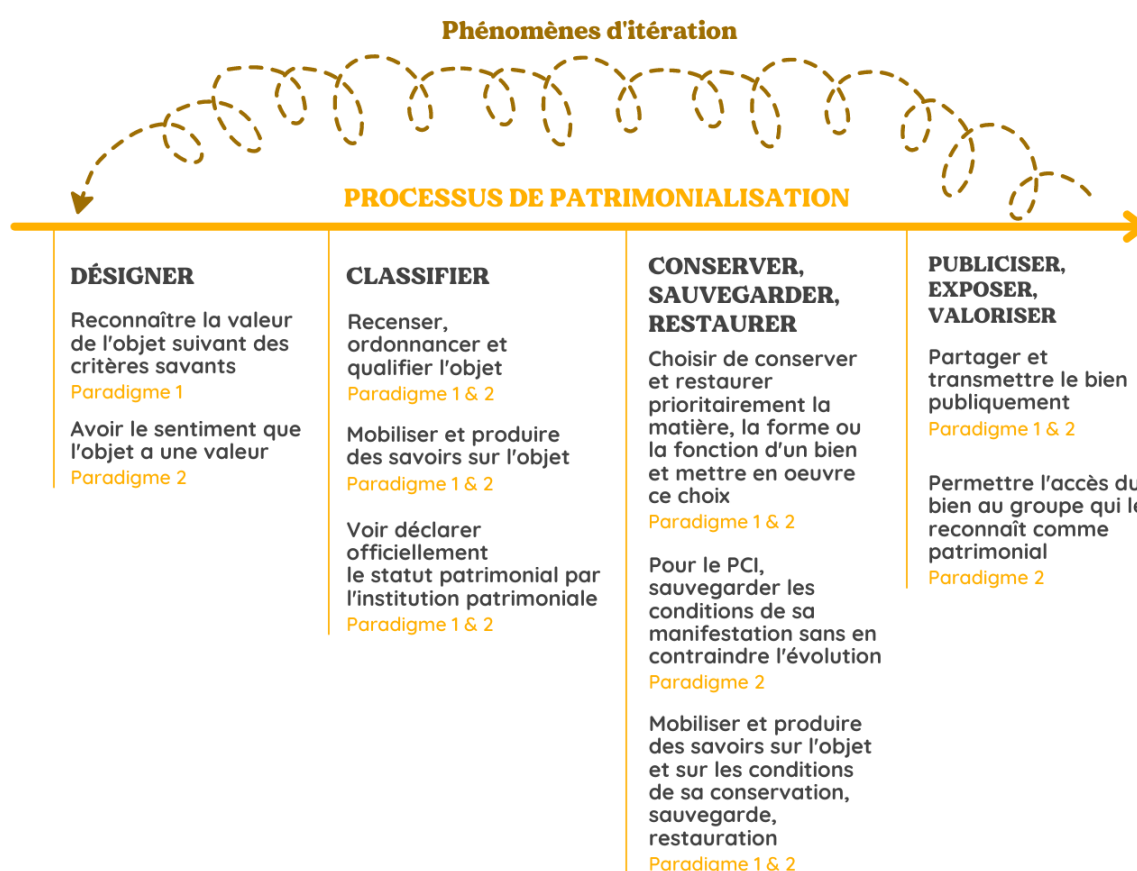 Phénomènes d'itération
PROCESSUS DE PATRIMONIALISATION
DÉSIGNER
Reconnaître la valeur
de l'objet suivant des
critères savants
Paradigme 1
Avoir le sentiment que
l'objet a une valeur
Paradigme 2
CLASSIFIER
Recenser,
ordonnancer et
qualifier l'objet
Paradigme 1 & 2
Mobiliser et produire
des savoirs sur l'objet
Paradigme 1 & 2
Voir déclarer
officiellement
le statut patrimonial par
l'institution patrimoniale
Paradigme 1 & 2
CONSERVER,
SAUVEGARDER,
RESTAURER
Choisir de conserver
et restaurer
prioritairement la
matière, la forme ou
la fonction d'un bien
et mettre en oeuvre
ce choix
Paradigme 1 & 2
Pour le PCI,
sauvegarder les
conditions de sa
manifestation sans en
contraindre l'évolution
Paradigme 2
Mobiliser et produire
des savoirs sur l'objet
et sur les conditions
de sa conservation,
sauvegarde,
restauration
Paradigme 1 & 2
PUBLICISER,
EXPOSER,
VALORISER
Partager et
transmettre le bien
publiquement
Paradigme 1 & 2
Permettre l'accès du
bien au groupe qui le
reconnaît comme
patrimonial
Paradigme 2